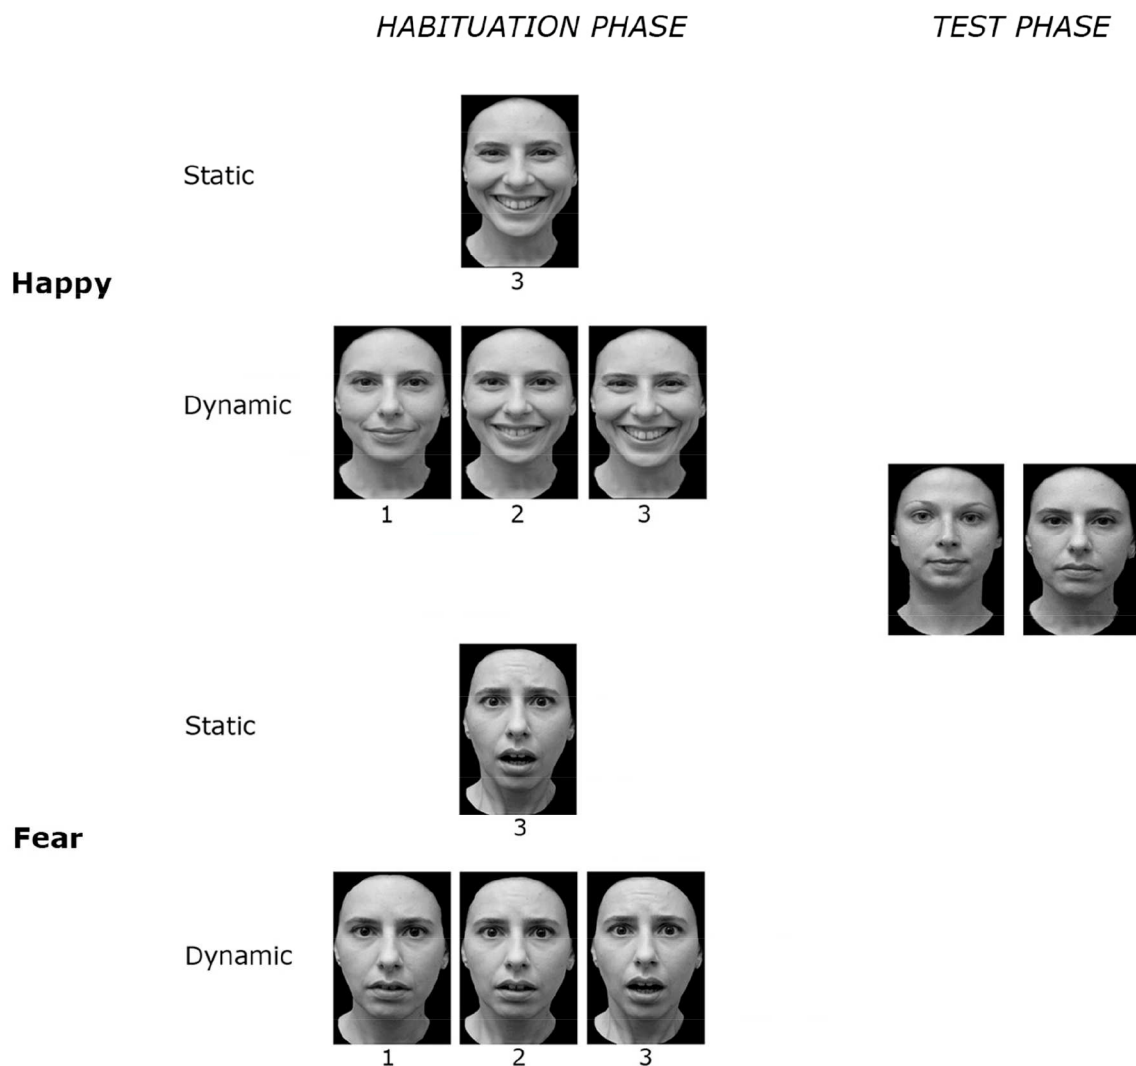 HABITUATION PHASE
TEST PHASE
Static
3
Happy
Dynamic
1 2 3
Static
3
Fear
Dynamic
1 2 3